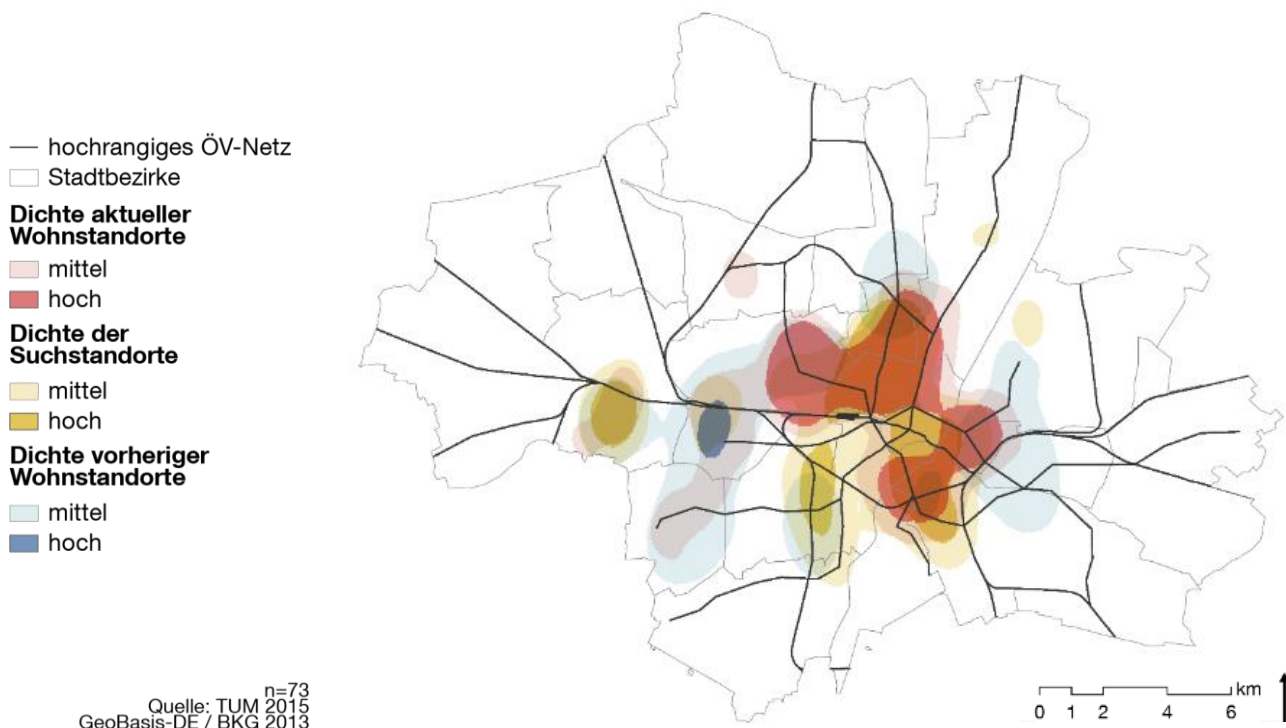 hochrangiges ÖV-Netz
Stadtbezirke
Dichte aktueller
Wohnstandorte
mittel
hoch
Dichte der
Suchstandorte
mittel
hoch
Dichte vorheriger
Wohnstandorte
mittel
hoch
n=73
Quelle: TUM 2015
GeoBasis-DE / BKG 2013
km
0 1 2 4 6